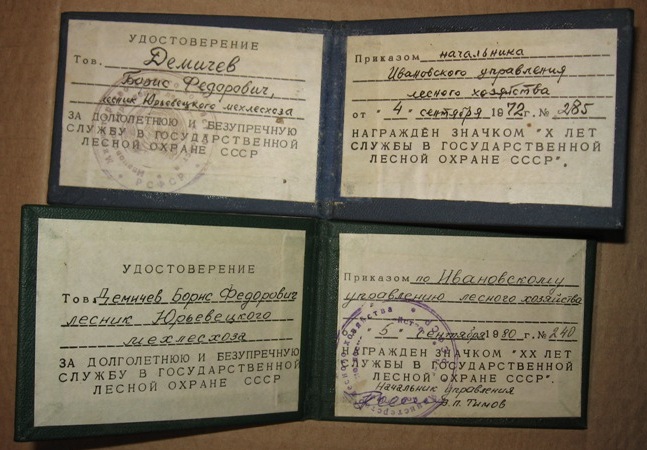 УДОСТОВЕРЕНИЕ
Тов. Демичев
Борис Федорович,
лесник Юрьевецкого мехлесхоза
ЗА ДОЛГОЛЕТНЮЮ И БЕЗУПРЕЧНУЮ
СЛУЖБУ В ГОСУДАРСТВЕННОЙ
ЛЕСНОЙ ОХРАНЕ СССР
РСФСР
Приказом начальника
Ивановского управления
лесного хозяйства
от "4" сентября 1972 г. № 285
НАГРАЖДЁН ЗНАЧКОМ "X ЛЕТ
СЛУЖБЫ В ГОСУДАРСТВЕННОЙ
ЛЕСНОЙ ОХРАНЕ СССР".
УДОСТОВЕРЕНИЕ
Тов. Демичев Борис Федорович
лесник Юрьевецкого
мехлесхоза
ЗА ДОЛГОЛЕТНЮЮ И БЕЗУПРЕЧНУЮ
СЛУЖБУ В ГОСУДАРСТВЕННОЙ
ЛЕСНОЙ ОХРАНЕ СССР
Приказом по Ивановскому
управлению лесного хозяйства
"5" сентября 1980 г. № 240
НАГРАЖДЕН ЗНАЧКОМ "XX ЛЕТ
СЛУЖБЫ В ГОСУДАРСТВЕННОЙ
ЛЕСНОЙ ОХРАНЕ СССР".
Начальник управления
В.П. Титов